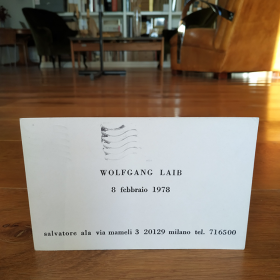 WOLFGANG LAIB
8 febbraio 1978
salvatore ala via mameli 3 20129 milano tel. 716500